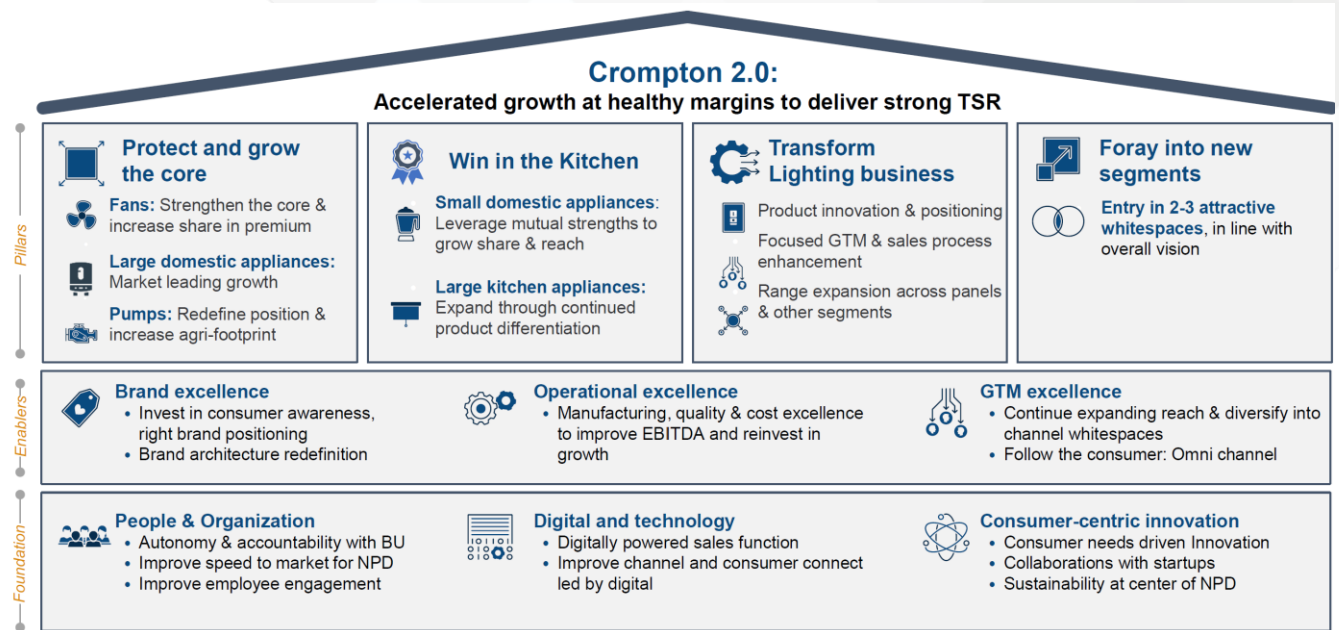 Crompton 2.0:
Accelerated growth at healthy margins to deliver strong TSR
Pillars
Protect and grow
the core
Fans: Strengthen the core &
increase share in premium
Large domestic appliances:
Market leading growth
Pumps: Redefine position &
increase agri-footprint
Win in the Kitchen
Small domestic appliances:
Leverage mutual strengths to
grow share & reach
Large kitchen appliances:
Expand through continued
product differentiation
Transform
Lighting business
Product innovation & positioning
Focused GTM & sales process
enhancement
Range expansion across panels
& other segments
Foray into new
segments
Entry in 2-3 attractive
whitespaces, in line with
overall vision
Enablers
Brand excellence
• Invest in consumer awareness,
right brand positioning
• Brand architecture redefinition
Operational excellence
• Manufacturing, quality & cost excellence
to improve EBITDA and reinvest in
growth
GTM excellence
• Continue expanding reach & diversify into
channel whitespaces
• Follow the consumer: Omni channel
Foundation
People & Organization
• Autonomy & accountability with BU
• Improve speed to market for NPD
• Improve employee engagement
Digital and technology
• Digitally powered sales function
• Improve channel and consumer connect
led by digital
Consumer-centric innovation
• Consumer needs driven Innovation
• Collaborations with startups
• Sustainability at center of NPD